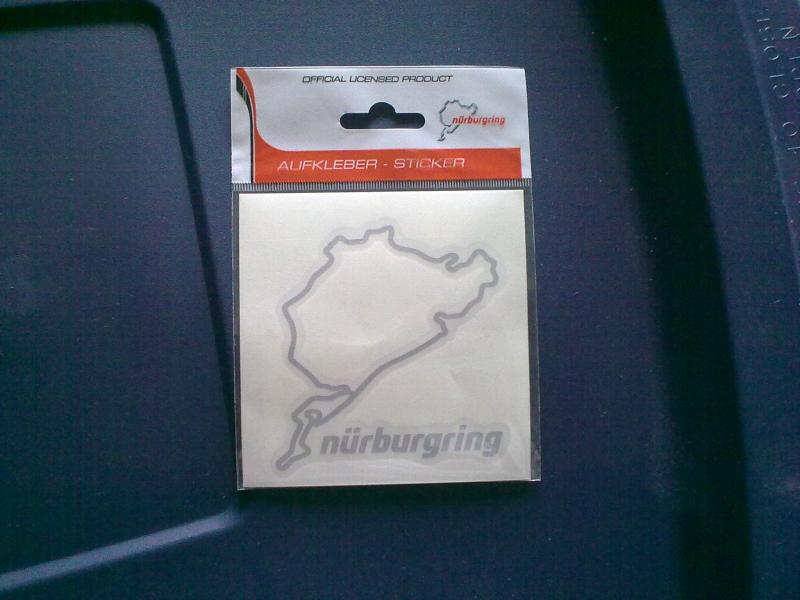 OFFICIAL LICENSED PRODUCT
nürburgring
AUFKLEBER - STICKER
nürburgring